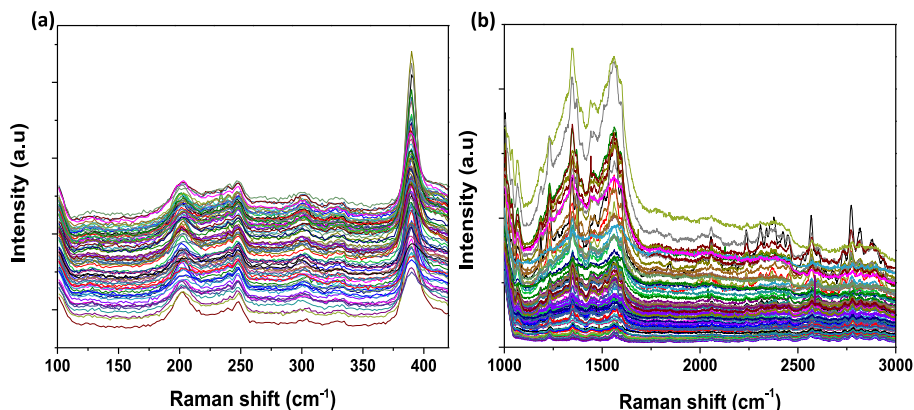 (a)
Intensity (a.u)
100 150 200 250 300 350 400
Raman shift (cm⁻¹)
(b)
Intensity (a.u)
1000 1500 2000 2500 3000
Raman shift (cm⁻¹)